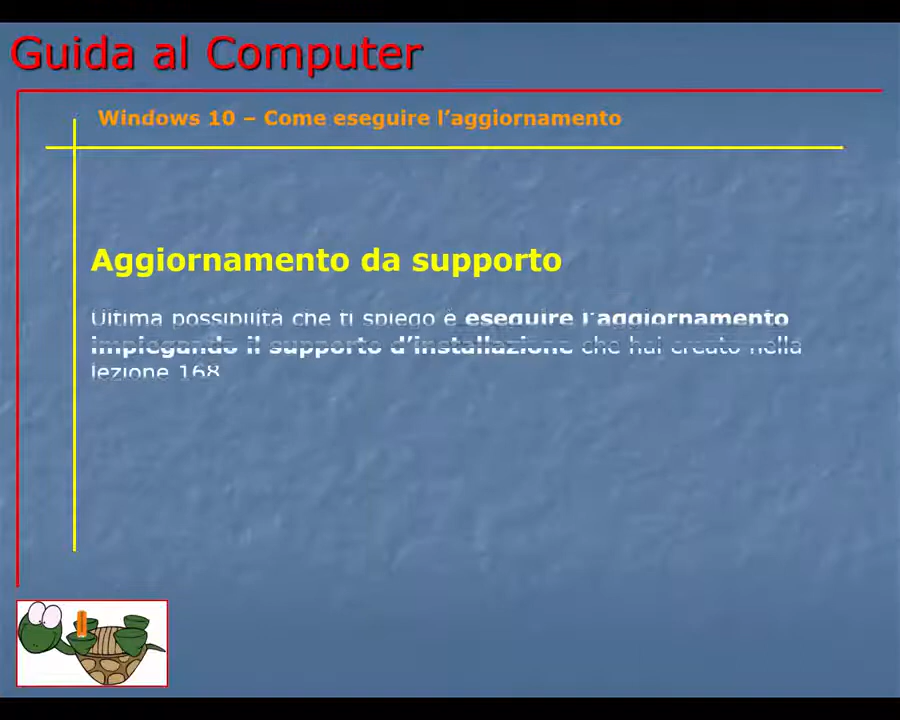 Guida al Computer
Windows 10 – Come eseguire l’aggiornamento
Aggiornamento da supporto
Ultima possibilità che ti spiego è eseguire l’aggiornamento
impiegando il supporto d’installazione che hai creato nella
lezione 168